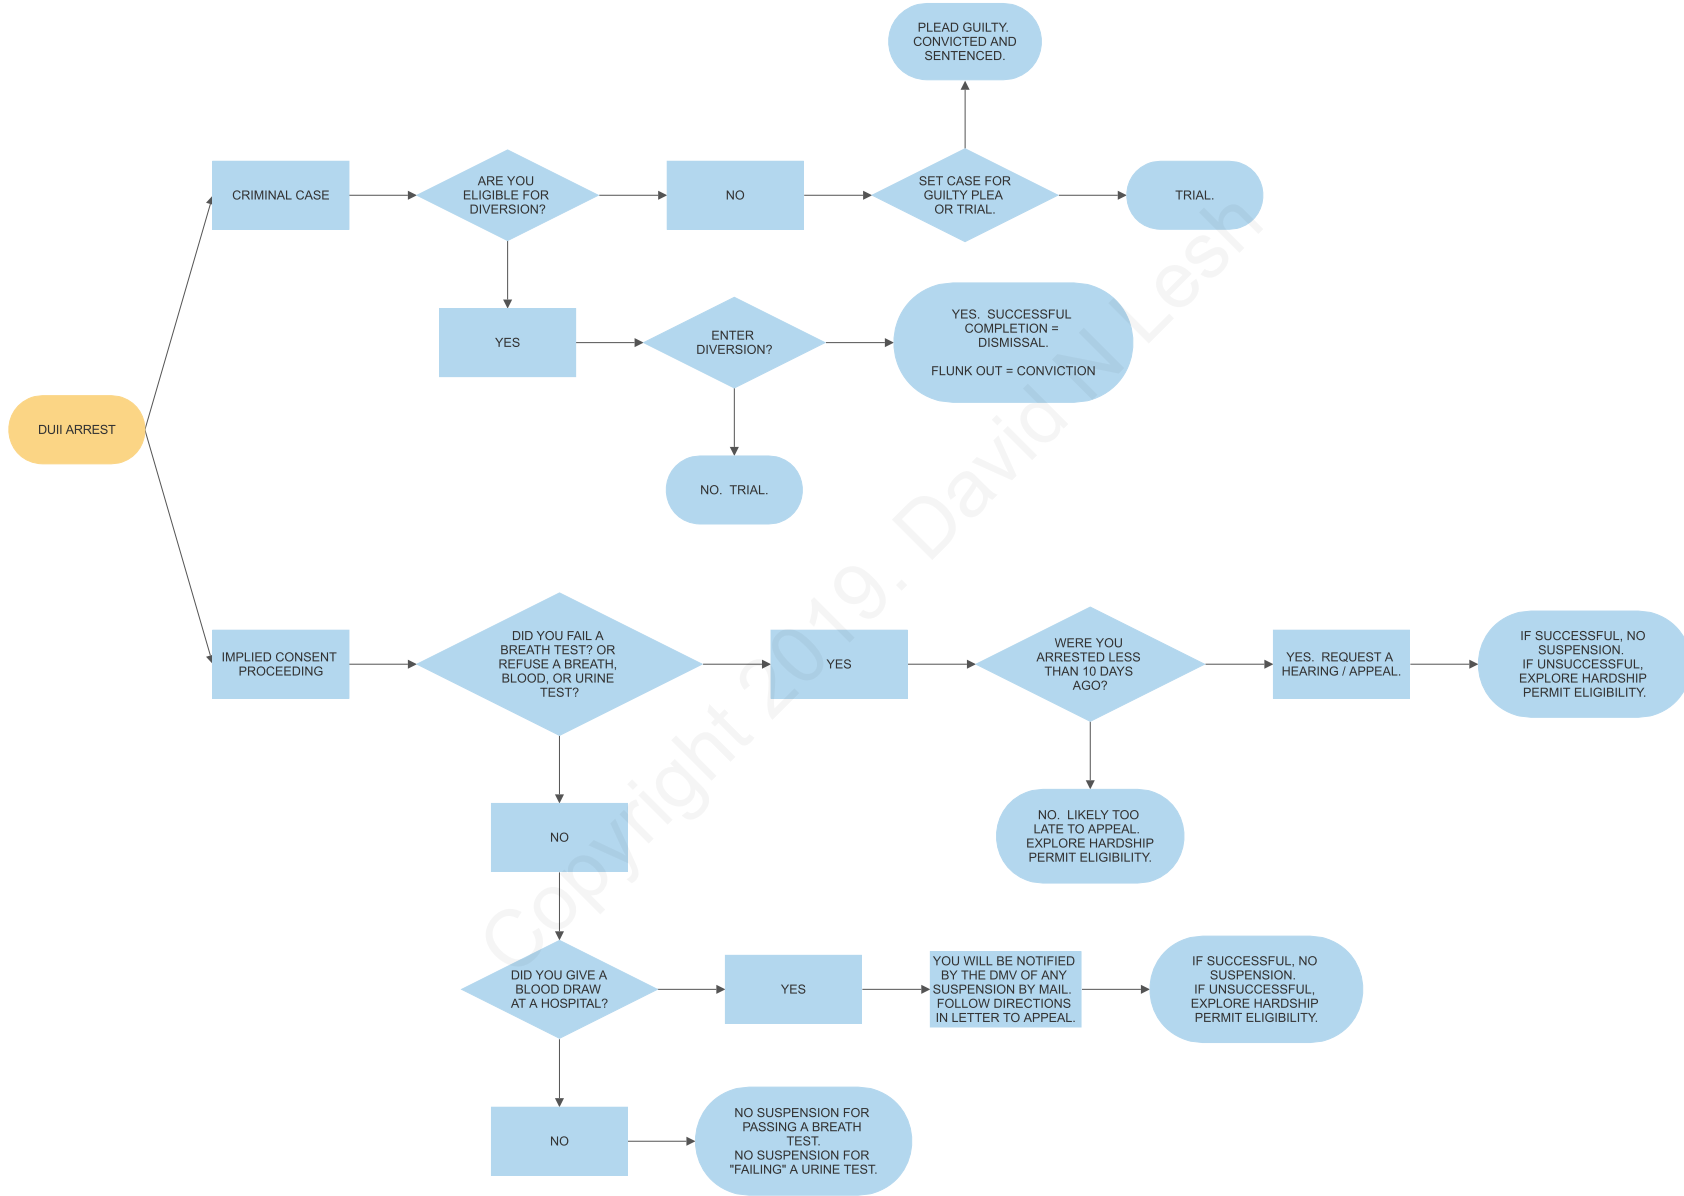 PLEAD GUILTY.
CONVICTED AND
SENTENCED.
CRIMINAL CASE
ARE YOU
ELIGIBLE FOR
DIVERSION?
NO
SET CASE FOR
GUILTY PLEA
OR TRIAL.
TRIAL.
YES
ENTER
DIVERSION?
YES.  SUCCESSFUL
COMPLETION =
DISMISSAL.
FLUNK OUT = CONVICTION
DUII ARREST
NO.  TRIAL.
IMPLIED CONSENT
PROCEEDING
DID YOU FAIL A
BREATH TEST? OR
REFUSE A BREATH,
BLOOD, OR URINE
TEST?
YES
WERE YOU
ARRESTED LESS
THAN 10 DAYS
AGO?
YES.  REQUEST A
HEARING / APPEAL.
IF SUCCESSFUL, NO
SUSPENSION.
IF UNSUCCESSFUL,
EXPLORE HARDSHIP
PERMIT ELIGIBILITY.
NO
NO.  LIKELY TOO
LATE TO APPEAL.
EXPLORE HARDSHIP
PERMIT ELIGIBILITY.
DID YOU GIVE A
BLOOD DRAW
AT A HOSPITAL?
YES
YOU WILL BE NOTIFIED
BY THE DMV OF ANY
SUSPENSION BY MAIL.
FOLLOW DIRECTIONS
IN LETTER TO APPEAL.
IF SUCCESSFUL, NO
SUSPENSION.
IF UNSUCCESSFUL,
EXPLORE HARDSHIP
PERMIT ELIGIBILITY.
NO
NO SUSPENSION FOR
PASSING A BREATH
TEST.
NO SUSPENSION FOR
"FAILING" A URINE TEST.
Copyright 2019. David N Lesh